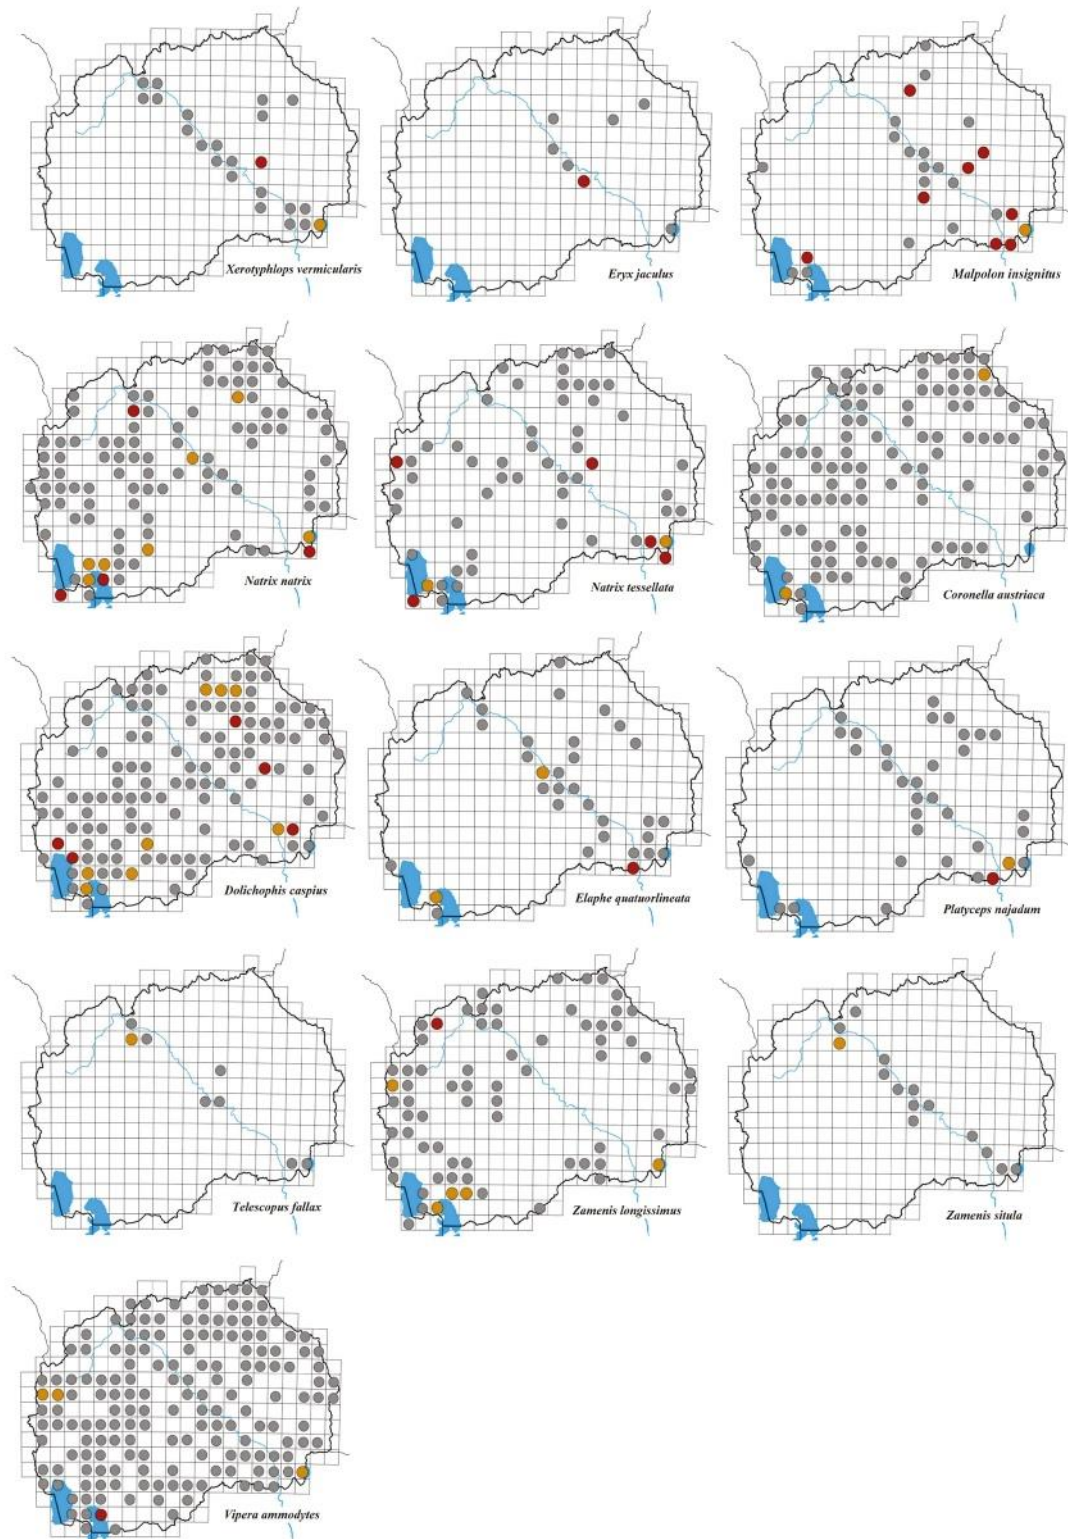 Xerotyphlops vermicularis
Eryx jaculus
Malpolon insignitus
Natrix natrix
Natrix tessellata
Coronella austriaca
Dolichophis caspius
Elaphe quatuorlineata
Platyceps najadum
Telescopus fallax
Zamenis longissimus
Zamenis situla
Vipera ammodytes